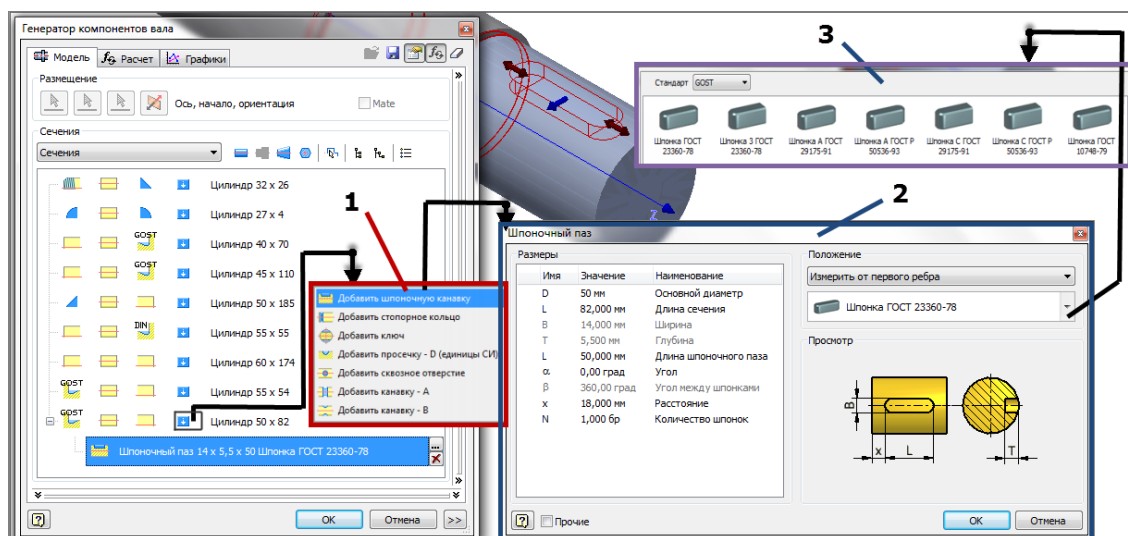 Генератор компонентов вала
Модель
Расчет
Графики
Размещение
Ось, начало, ориентация
Mate
Сечения
Сечения
Цилиндр 32 x 26
Цилиндр 27 x 4
GOST
Цилиндр 40 x 70
GOST
Цилиндр 45 x 110
Цилиндр 50 x 185
DIN
Цилиндр 55 x 55
Цилиндр 60 x 174
GOST
Цилиндр 55 x 54
GOST
Цилиндр 50 x 82
Шпоночный паз 14 x 5,5 x 50 Шпонка ГОСТ 23360-78
...
OK
Отмена
>>
1
Добавить шпоночную канавку
Добавить стопорное кольцо
Добавить ключ
Добавить просечку - D (единицы СИ)
Добавить сквозное отверстие
Добавить канавку - A
Добавить канавку - B
Z
3
Стандарт GOST
Шпонка ГОСТ
23360-78
Шпонка 3 ГОСТ
23360-78
Шпонка A ГОСТ
29175-91
Шпонка A ГОСТ Р
50536-93
Шпонка C ГОСТ
29175-91
Шпонка C ГОСТ Р
50536-93
Шпонка ГОСТ
10748-79
2
Шпоночный паз
Размеры
Имя Значение Наименование
D 50 мм Основной диаметр
L 82,000 мм Длина сечения
B 14,000 мм Ширина
T 5,500 мм Глубина
L 50,000 мм Длина шпоночного паза
α 0,00 град Угол
β 360,00 град Угол между шпонками
x 18,000 мм Расстояние
N 1,000 бр Количество шпонок
Положение
Измерить от первого ребра
Шпонка ГОСТ 23360-78
Просмотр
B
x
L
T
Прочие
OK
Отмена